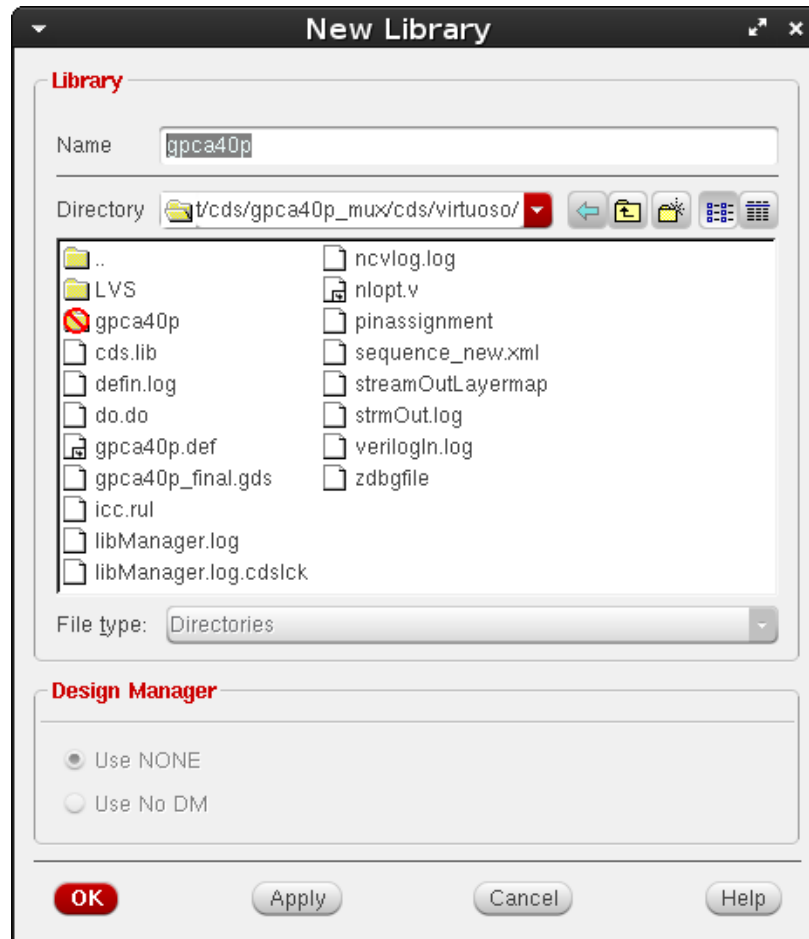 New Library
Library
Name gpca40p
Directory t/cds/gpca40p_mux/cds/virtuoso/
..
LVS
gpca40p
cds.lib
defin.log
do.do
gpca40p.def
gpca40p_final.gds
icc.rul
libManager.log
libManager.log.cdslck
ncvlog.log
nlopt.v
pinassignment
sequence_new.xml
streamOutLayermap
strmOut.log
verilogIn.log
zdbgfile
File type: Directories
Design Manager
Use NONE
Use No DM
OK Apply Cancel Help